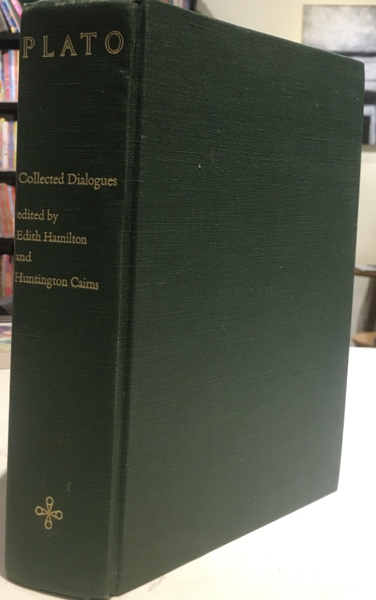 PLATO
Collected Dialogues
edited by
Edith Hamilton
and
Huntington Cairns